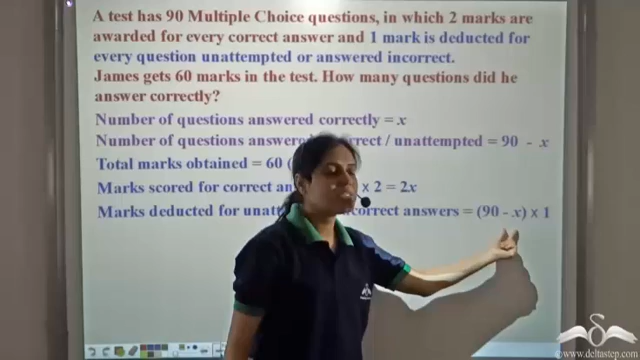 A test has 90 Multiple Choice questions, in which 2 marks are
awarded for every correct answer and 1 mark is deducted for
every question unattempted or answered incorrect.
James gets 60 marks in the test. How many questions did he
answer correctly?
Number of questions answered correctly = x
Number of questions answered rect / unattempted = 90 - x
Total marks obtained = 60 (
Marks scored for correct an x 2 = 2x
Marks deducted for unatt correct answers = (90 - x) x 1
©www.deltastep.com